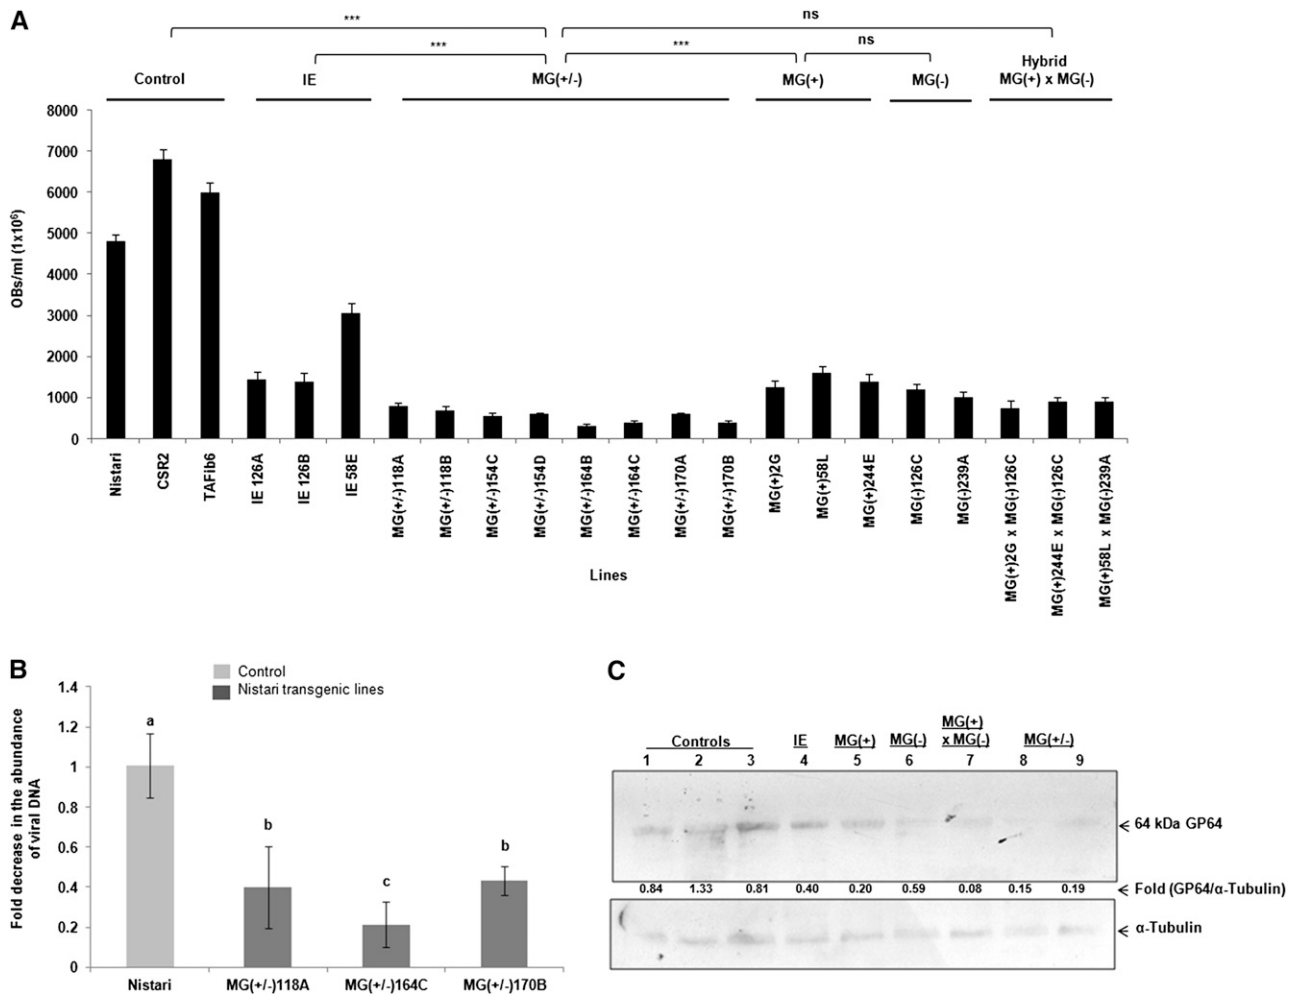 A
***
ns
***
***
ns
Control
IE
MG(+/-)
MG(+)
MG(-)
Hybrid
MG(+) x MG(-)
8000
7000
6000
5000
4000
3000
2000
1000
0
OBs/ml (1x10⁶)
Nistari
CSR2
TAFib6
IE 126A
IE 126B
IE 58E
MG(+/-)118A
MG(+/-)118B
MG(+/-)154C
MG(+/-)154D
MG(+/-)164B
MG(+/-)164C
MG(+/-)170A
MG(+/-)170B
MG(+)2G
MG(+)58L
MG(+)244E
MG(-)126C
MG(-)239A
MG(+)2G x MG(-)126C
MG(+)244E x MG(-)126C
MG(+)58L x MG(-)239A
Lines
B
Control
Nistari transgenic lines
1.4
1.2
1
0.8
0.6
0.4
0.2
0
Fold decrease in the abundance
of viral DNA
a
b
c
b
Nistari
MG(+/-)118A
MG(+/-)164C
MG(+/-)170B
C
Controls
IE
MG(+)
MG(-)
MG(+)
x MG(-)
MG(+/-)
1 2 3 4 5 6 7 8 9
64 kDa GP64
0.84 1.33 0.81 0.40 0.20 0.59 0.08 0.15 0.19
Fold (GP64/α-Tubulin)
α-Tubulin